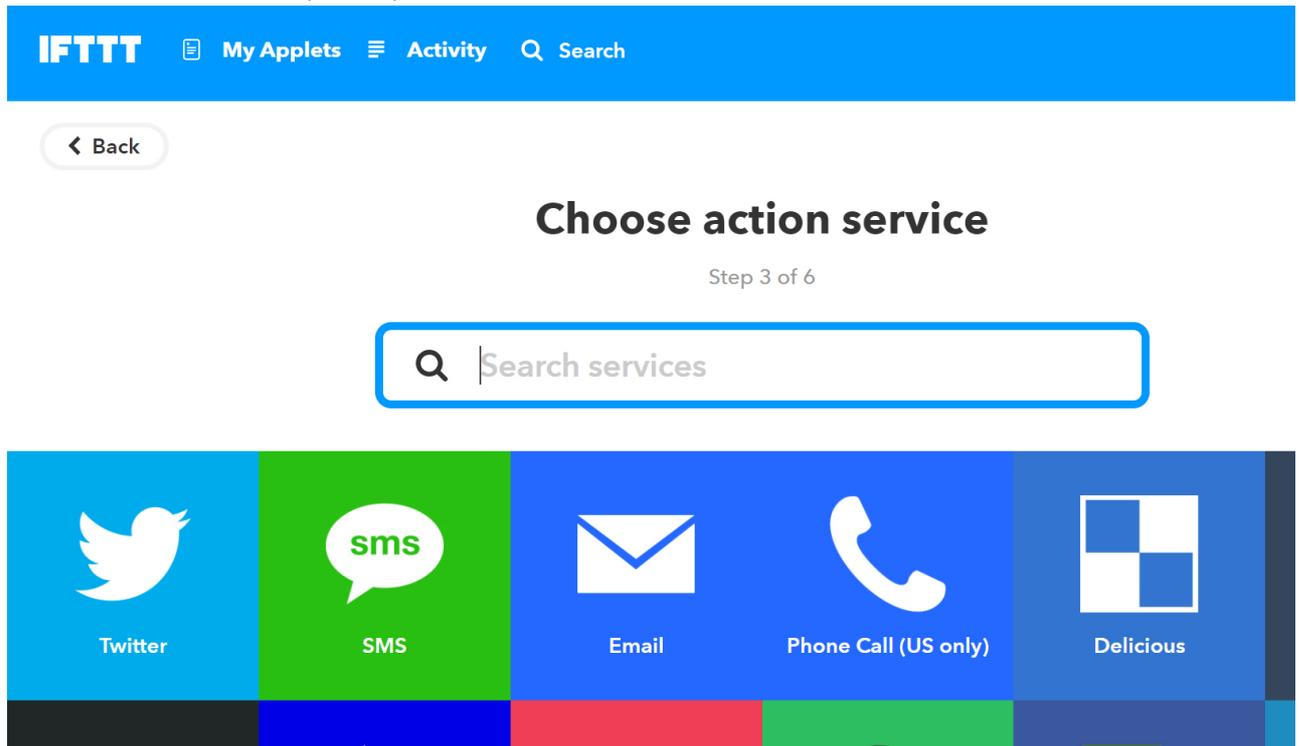 IFTTT My Applets Activity Search
Back
Choose action service
Step 3 of 6
Search services
sms
Twitter SMS Email Phone Call (US only) Delicious